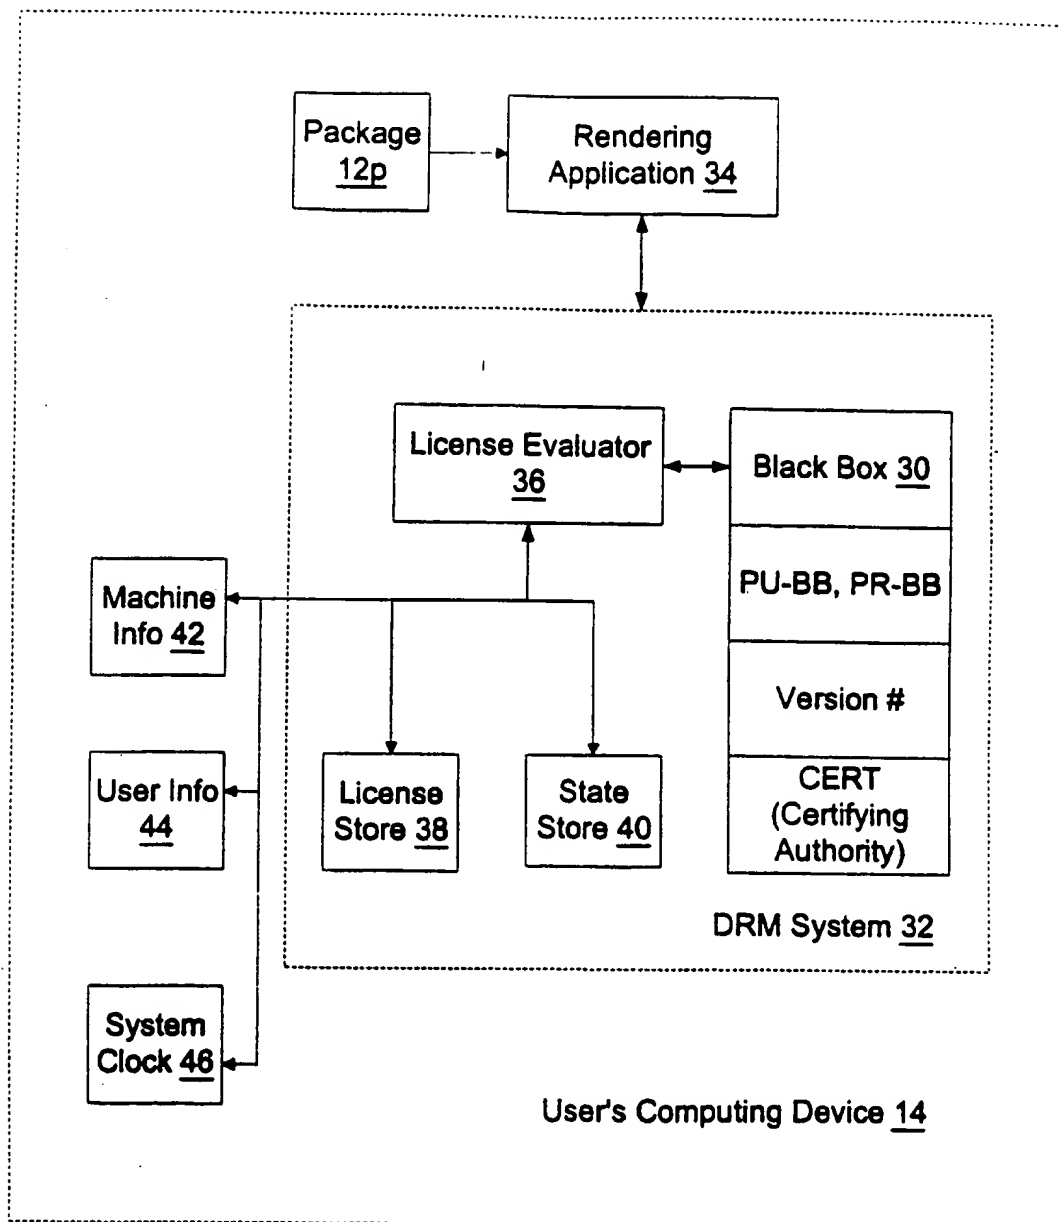 Package
12p
Rendering
Application 34
License Evaluator
36
Black Box 30
PU-BB, PR-BB
Version #
CERT
(Certifying
Authority)
Machine
Info 42
User Info
44
License
Store 38
State
Store 40
DRM System 32
System
Clock 46
User's Computing Device 14